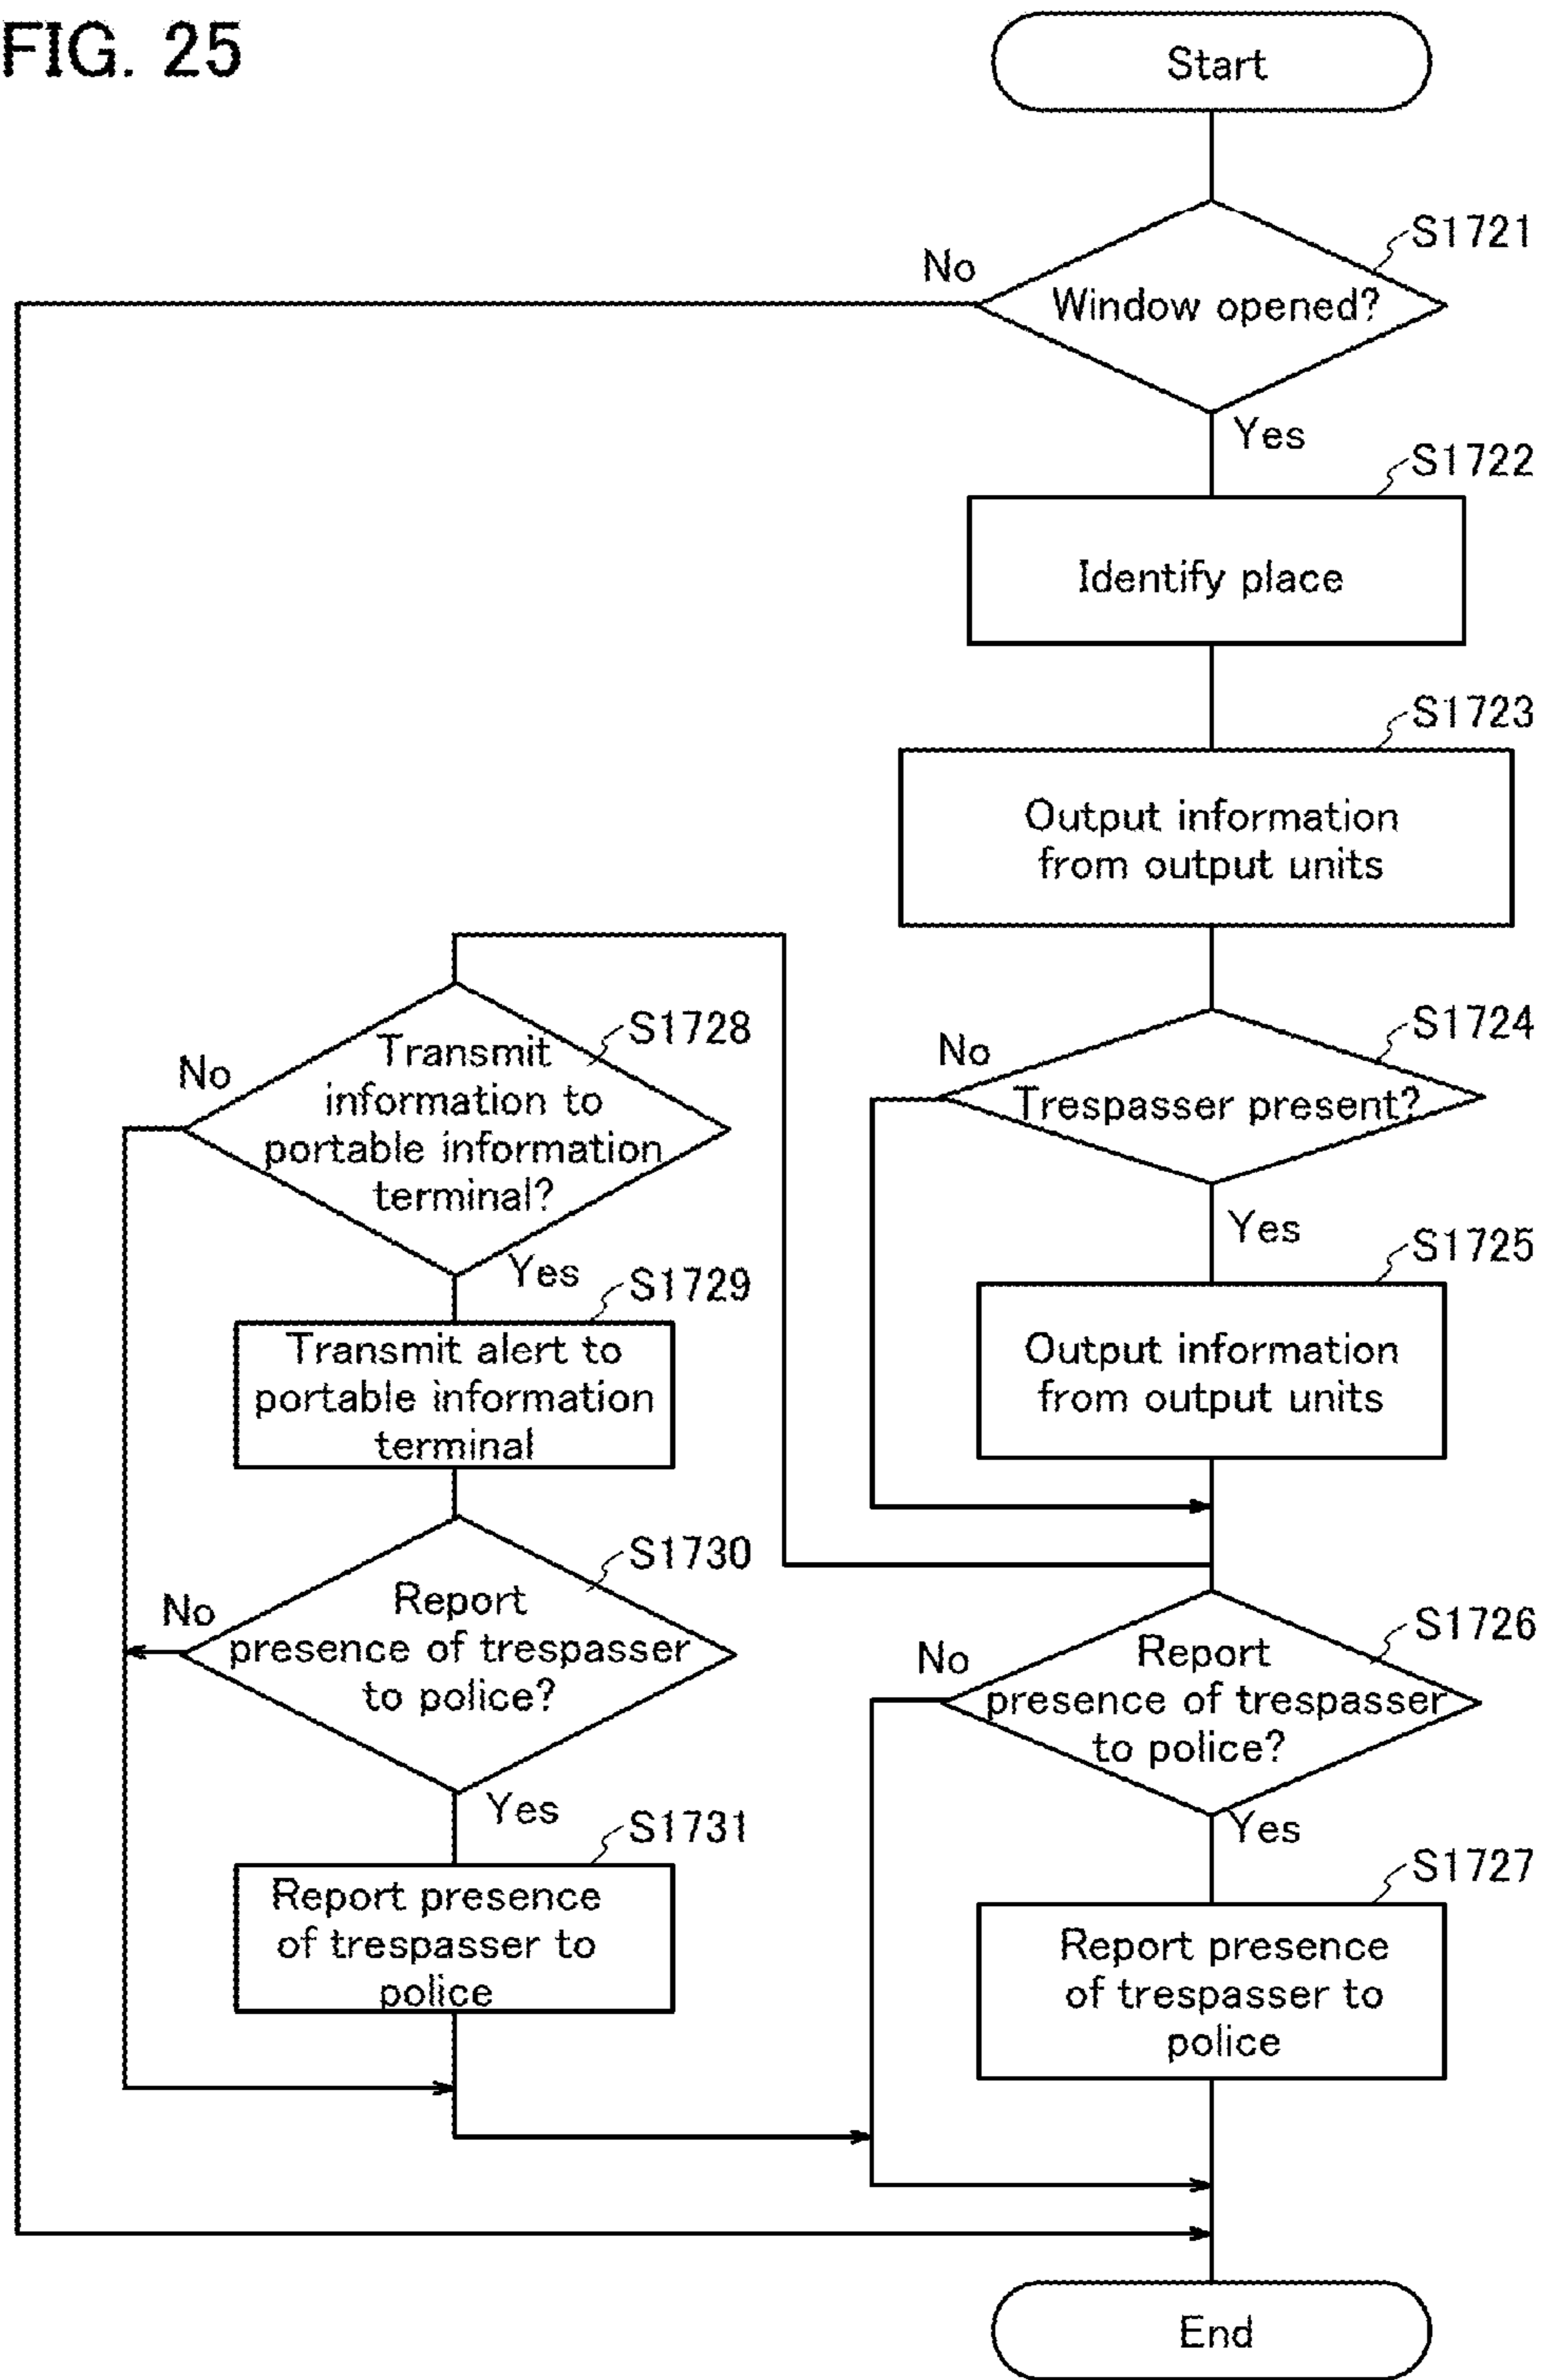 FIG. 25
Start
S1721
No
Window opened?
Yes
S1722
Identify place
S1723
Output information
from output units
S1724
No
Trespasser present?
Yes
S1725
Output information
from output units
S1726
No
Report
presence of trespasser
to police?
Yes
S1727
Report presence
of trespasser to
police
S1728
No
Transmit
information to
portable information
terminal?
Yes
S1729
Transmit alert to
portable information
terminal
S1730
No
Report
presence of trespasser
to police?
Yes
S1731
Report presence
of trespasser to
police
End